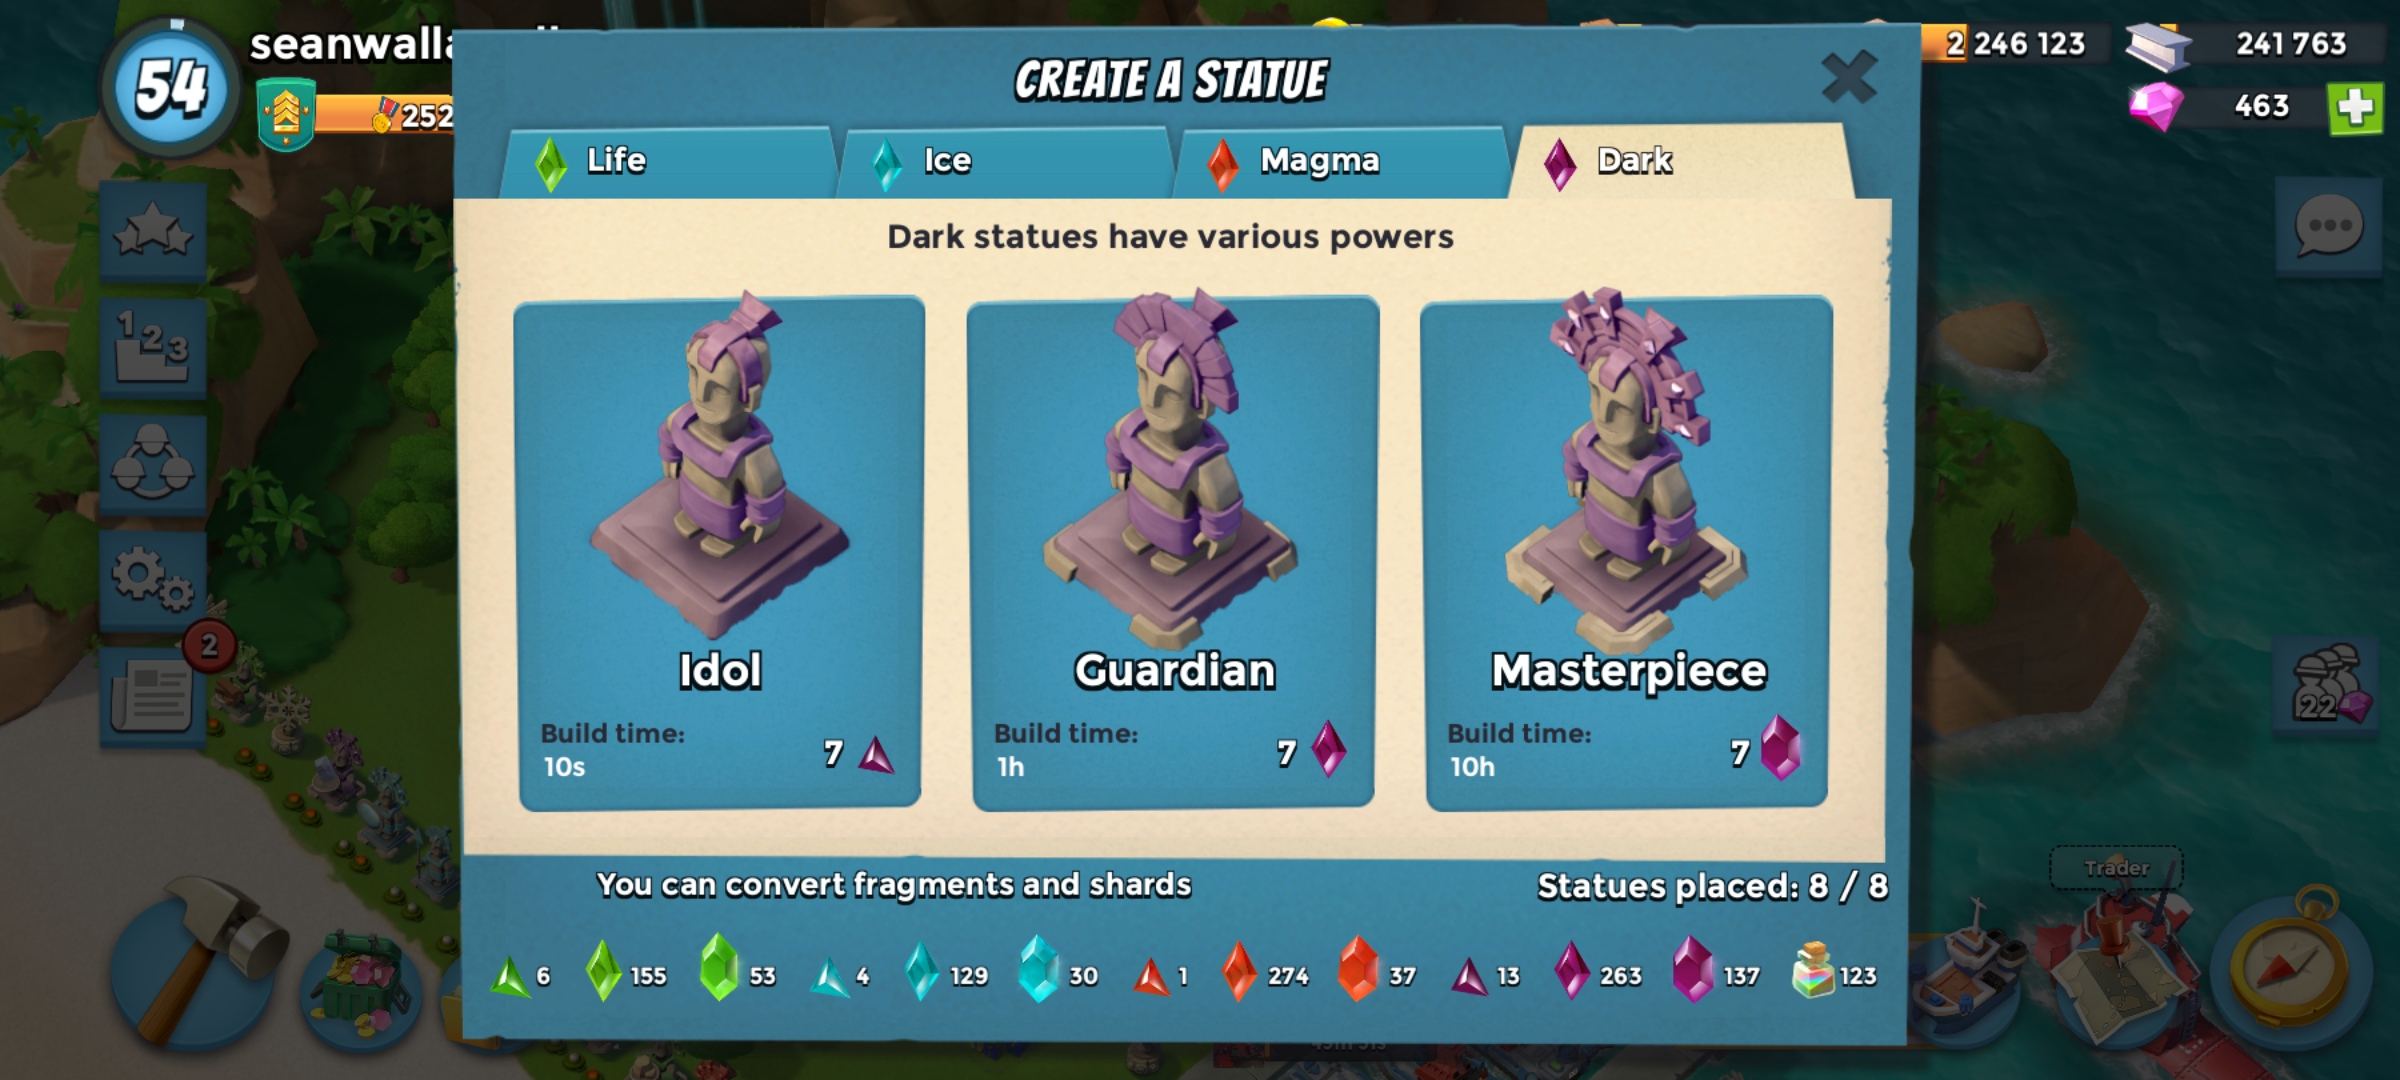 54
252
CREATE A STATUE
2 246 123
241 763
463
Life
Ice
Magma
Dark
Dark statues have various powers
1 2 3
2
Idol
Build time:
10s
7
Guardian
Build time:
1h
7
Masterpiece
Build time:
10h
7
22
You can convert fragments and shards
Statues placed: 8 / 8
Trader
6
155
53
4
129
30
1
274
37
13
263
137
123